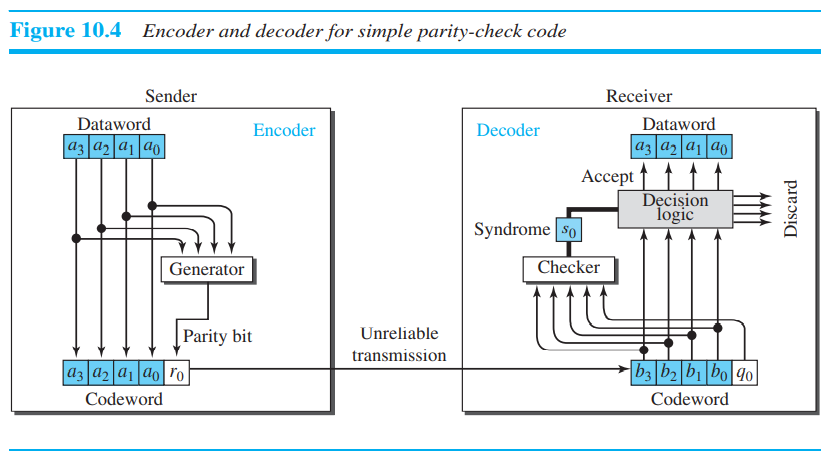 Figure 10.4 Encoder and decoder for simple parity-check code
Sender
Receiver
Encoder
Dataword
a3 a2 a1 a0
Generator
Parity bit
a3 a2 a1 a0 r0
Codeword
Unreliable
transmission
Decoder
Dataword
a3 a2 a1 a0
Accept
Decision
logic
Discard
Syndrome s0
Checker
b3 b2 b1 b0 q0
Codeword